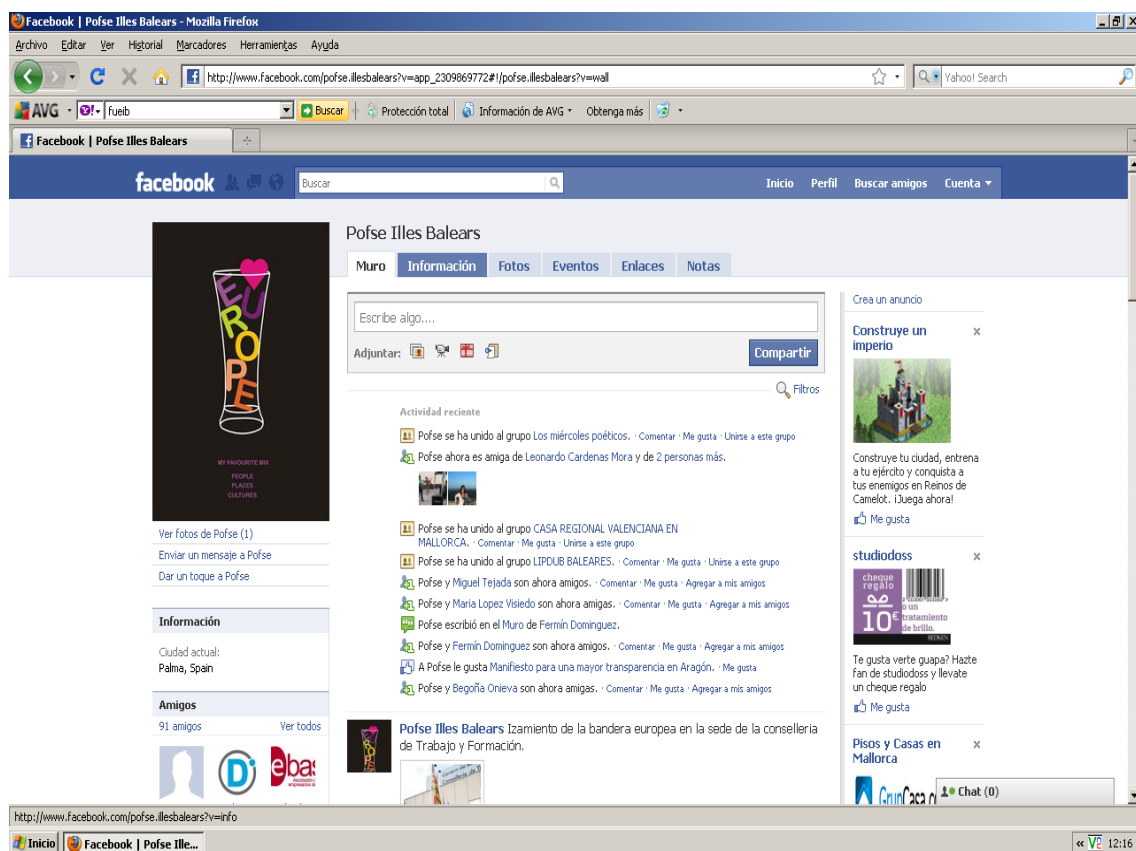 Facebook | Pofse Illes Balears - Mozilla Firefox
Archivo Editar Ver Historial Marcadores Herramientas Ayuda
http://www.facebook.com/pofse.illesbalears?v=app_2309869772#!/pofse.illesbalears?v=wall
Yahoo! Search
AVG
fueib
Buscar
Protección total
Información de AVG
Obtenga más
Facebook | Pofse Illes Balears
facebook
Buscar
Inicio Perfil Buscar amigos Cuenta
EUROPE
MY FAVOURITE MIX
PEOPLE
PLACES
CULTURES
Ver fotos de Pofse (1)
Enviar un mensaje a Pofse
Dar un toque a Pofse
Información
Ciudad actual:
Palma, Spain
Amigos
91 amigos Ver todos
D
ebas
Pofse Illes Balears
Muro Información Fotos Eventos Enlaces Notas
Escribe algo....
Adjuntar:
Compartir
Filtros
Actividad reciente
Pofse se ha unido al grupo Los miércoles poéticos. · Comentar · Me gusta · Unirse a este grupo
Pofse ahora es amiga de Leonardo Cardenas Mora y de 2 personas más.
Pofse se ha unido al grupo CASA REGIONAL VALENCIANA EN
MALLORCA. · Comentar · Me gusta · Unirse a este grupo
Pofse se ha unido al grupo LIPDUB BALEARES. · Comentar · Me gusta · Unirse a este grupo
Pofse y Miguel Tejada son ahora amigos. · Comentar · Me gusta · Agregar a mis amigos
Pofse y Maria Lopez Visiedo son ahora amigas. · Comentar · Me gusta · Agregar a mis amigos
Pofse escribió en el Muro de Fermín Dominguez.
Pofse y Fermín Dominguez son ahora amigos. · Comentar · Me gusta · Agregar a mis amigos
A Pofse le gusta Manifiesto para una mayor transparencia en Aragón. · Me gusta
Pofse y Begoña Onieva son ahora amigas. · Comentar · Me gusta · Agregar a mis amigos
Pofse Illes Balears Izamiento de la bandera europea en la sede de la conselleria
de Trabajo y Formación.
Crea un anuncio
Construye un
imperio
Construye tu ciudad, entrena
a tu ejército y conquista a
tus enemigos en Reinos de
Camelot. ¡Juega ahora!
Me gusta
studiodoss
cheque
regalo
10€
o un
tratamiento
de brillo.
REDKEN
Te gusta verte guapa? Hazte
fan de studiodoss y llevate
un cheque regalo
Me gusta
Pisos y Casas en
Mallorca
Chat (0)
http://www.facebook.com/pofse.illesbalears?v=info
Inicio
Facebook | Pofse Ille...
12:16